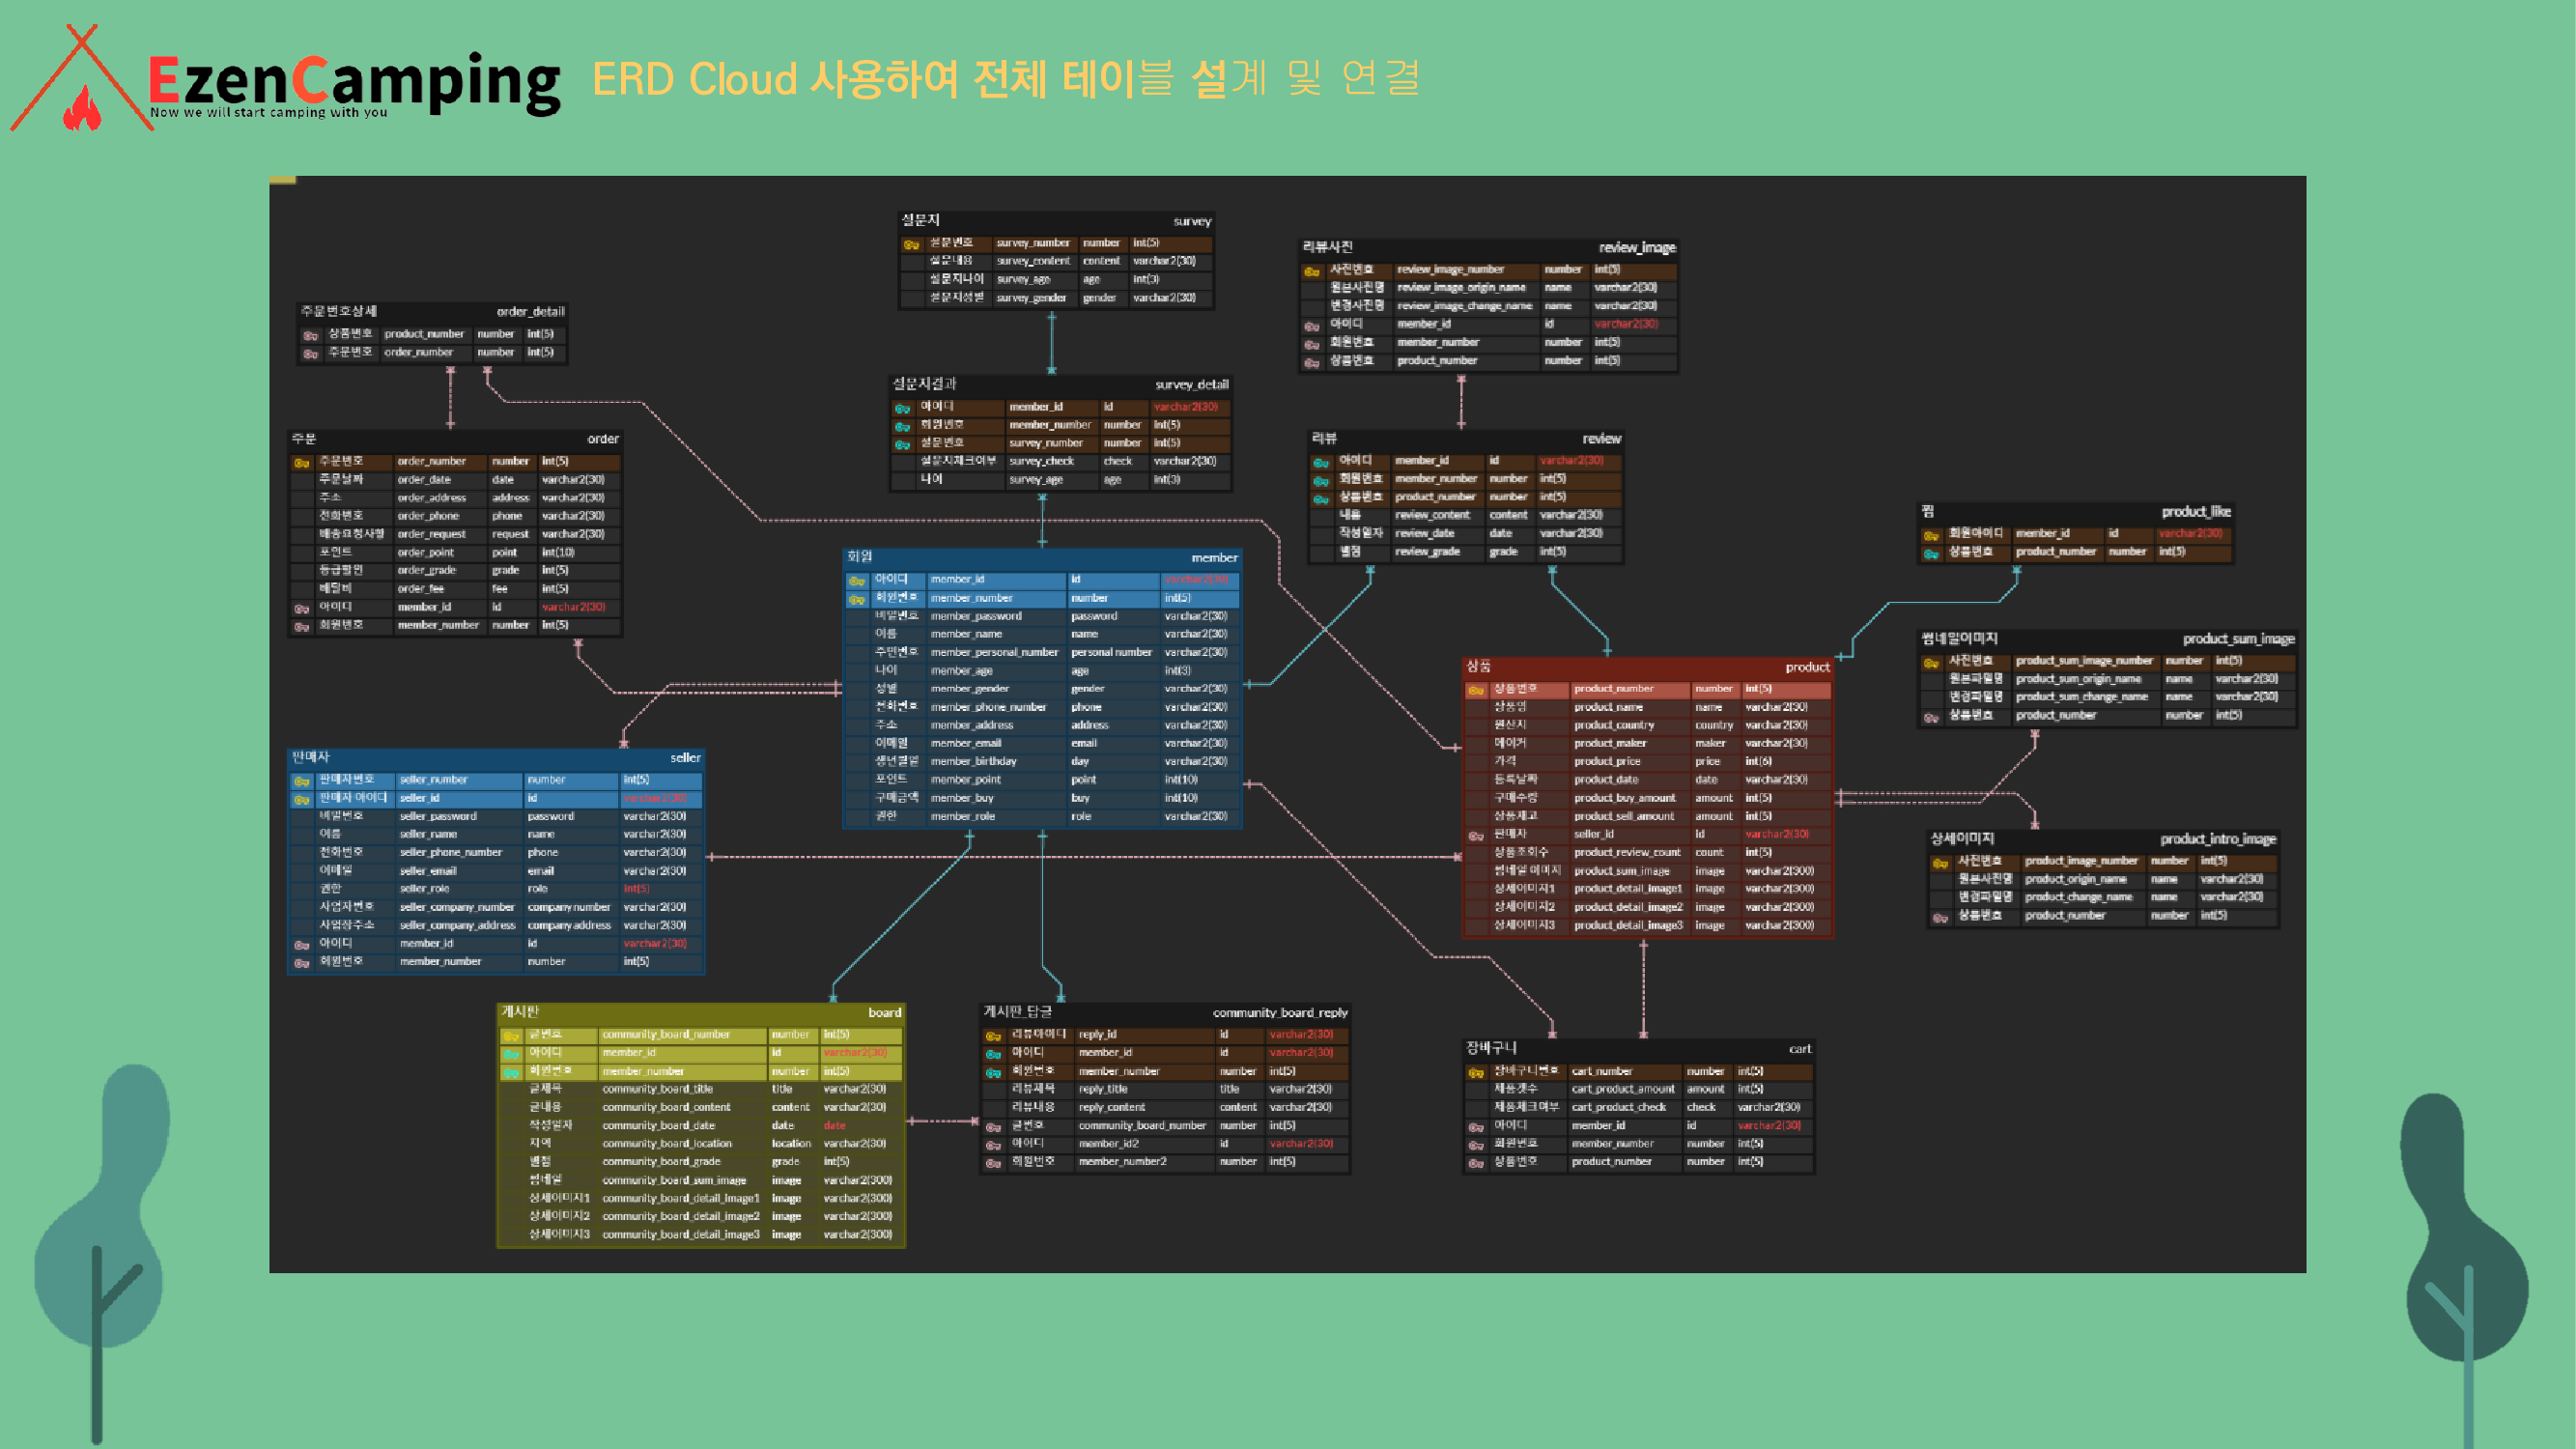 EzenCamping
Now we will start camping with you
ERD Cloud 사용하여 전체 테이블 설계 및 연결
설문지 survey
설문번호 survey_number number int(5)
설문내용 survey_content content varchar2(30)
설문지나이 survey_age age int(3)
설문지성별 survey_gender gender varchar2(30)
리뷰사진 review_image
사진번호 review_image_number number int(5)
원본사진명 review_image_origin_name name varchar2(30)
변경사진명 review_image_change_name name varchar2(30)
아이디 member_id id varchar2(30)
회원번호 member_number number int(5)
상품번호 product_number number int(5)
주문번호상세 order_detail
상품번호 product_number number int(5)
주문번호 order_number number int(5)
설문지결과 survey_detail
아이디 member_id id varchar2(30)
회원번호 member_number number int(5)
설문번호 survey_number number int(5)
설문지체크여부 survey_check check varchar2(30)
나이 survey_age age int(3)
주문 order
주문번호 order_number number int(5)
주문날짜 order_date date varchar2(30)
주소 order_address address varchar2(30)
전화번호 order_phone phone varchar2(30)
배송요청사항 order_request request varchar2(30)
포인트 order_point point int(10)
등급할인 order_grade grade int(5)
배달비 order_fee fee int(5)
아이디 member_id id varchar2(30)
회원번호 member_number number int(5)
리뷰 review
아이디 member_id id varchar2(30)
회원번호 member_number number int(5)
상품번호 product_number number int(5)
내용 review_content content varchar2(30)
작성일자 review_date date varchar2(30)
별점 review_grade grade int(5)
찜 product_like
회원아이디 member_id id varchar2(30)
상품번호 product_number number int(5)
회원 member
아이디 member_id id varchar2(30)
회원번호 member_number number int(5)
비밀번호 member_password password varchar2(30)
이름 member_name name varchar2(30)
주민번호 member_personal_number personal number varchar2(30)
나이 member_age age int(3)
성별 member_gender gender varchar2(30)
전화번호 member_phone_number phone varchar2(30)
주소 member_address address varchar2(30)
이메일 member_email email varchar2(30)
생년월일 member_birthday day varchar2(30)
포인트 member_point point int(10)
구매금액 member_buy buy int(10)
권한 member_role role varchar2(30)
썸네일이미지 product_sum_image
사진번호 product_sum_image_number number int(5)
원본파일명 product_sum_origin_name name varchar2(30)
변경파일명 product_sum_change_name name varchar2(30)
상품번호 product_number number int(5)
상품 product
상품번호 product_number number int(5)
상품명 product_name name varchar2(30)
원산지 product_country country varchar2(30)
메이커 product_maker maker varchar2(30)
가격 product_price price int(6)
등록날짜 product_date date varchar2(30)
구매수량 product_buy_amount amount int(5)
상품재고 product_sell_amount amount int(5)
판매자 seller_id id varchar2(30)
상품조회수 product_review_count count int(5)
썸네일 이미지 product_sum_image image varchar2(300)
상세이미지1 product_detail_image1 image varchar2(300)
상세이미지2 product_detail_image2 image varchar2(300)
상세이미지3 product_detail_image3 image varchar2(300)
판매자 seller
판매자번호 seller_number number int(5)
판매자 아이디 seller_id id varchar2(30)
비밀번호 seller_password password varchar2(30)
이름 seller_name name varchar2(30)
전화번호 seller_phone_number phone varchar2(30)
이메일 seller_email email varchar2(30)
권한 seller_role role int(5)
사업자번호 seller_company_number company number varchar2(30)
사업장주소 seller_company_address company address varchar2(30)
아이디 member_id id varchar2(30)
회원번호 member_number number int(5)
상세이미지 product_intro_image
사진번호 product_image_number number int(5)
원본사진명 product_origin_name name varchar2(30)
변경파일명 product_change_name name varchar2(30)
상품번호 product_number number int(5)
게시판 board
글번호 community_board_number number int(5)
아이디 member_id id varchar2(30)
회원번호 member_number number int(5)
글제목 community_board_title title varchar2(30)
글내용 community_board_content content varchar2(30)
작성일자 community_board_date date date
지역 community_board_location location varchar2(30)
별점 community_board_grade grade int(5)
썸네일 community_board_sum_image image varchar2(300)
상세이미지1 community_board_detail_image1 image varchar2(300)
상세이미지2 community_board_detail_image2 image varchar2(300)
상세이미지3 community_board_detail_image3 image varchar2(300)
게시판_답글 community_board_reply
리뷰아이디 reply_id id varchar2(30)
아이디 member_id id varchar2(30)
회원번호 member_number number int(5)
리뷰제목 reply_title title varchar2(30)
리뷰내용 reply_content content varchar2(30)
글번호 community_board_number number int(5)
아이디 member_id2 id varchar2(30)
회원번호 member_number2 number int(5)
장바구니 cart
장바구니번호 cart_number number int(5)
제품갯수 cart_product_amount amount int(5)
제품체크여부 cart_product_check check varchar2(30)
아이디 member_id id varchar2(30)
회원번호 member_number number int(5)
상품번호 product_number number int(5)